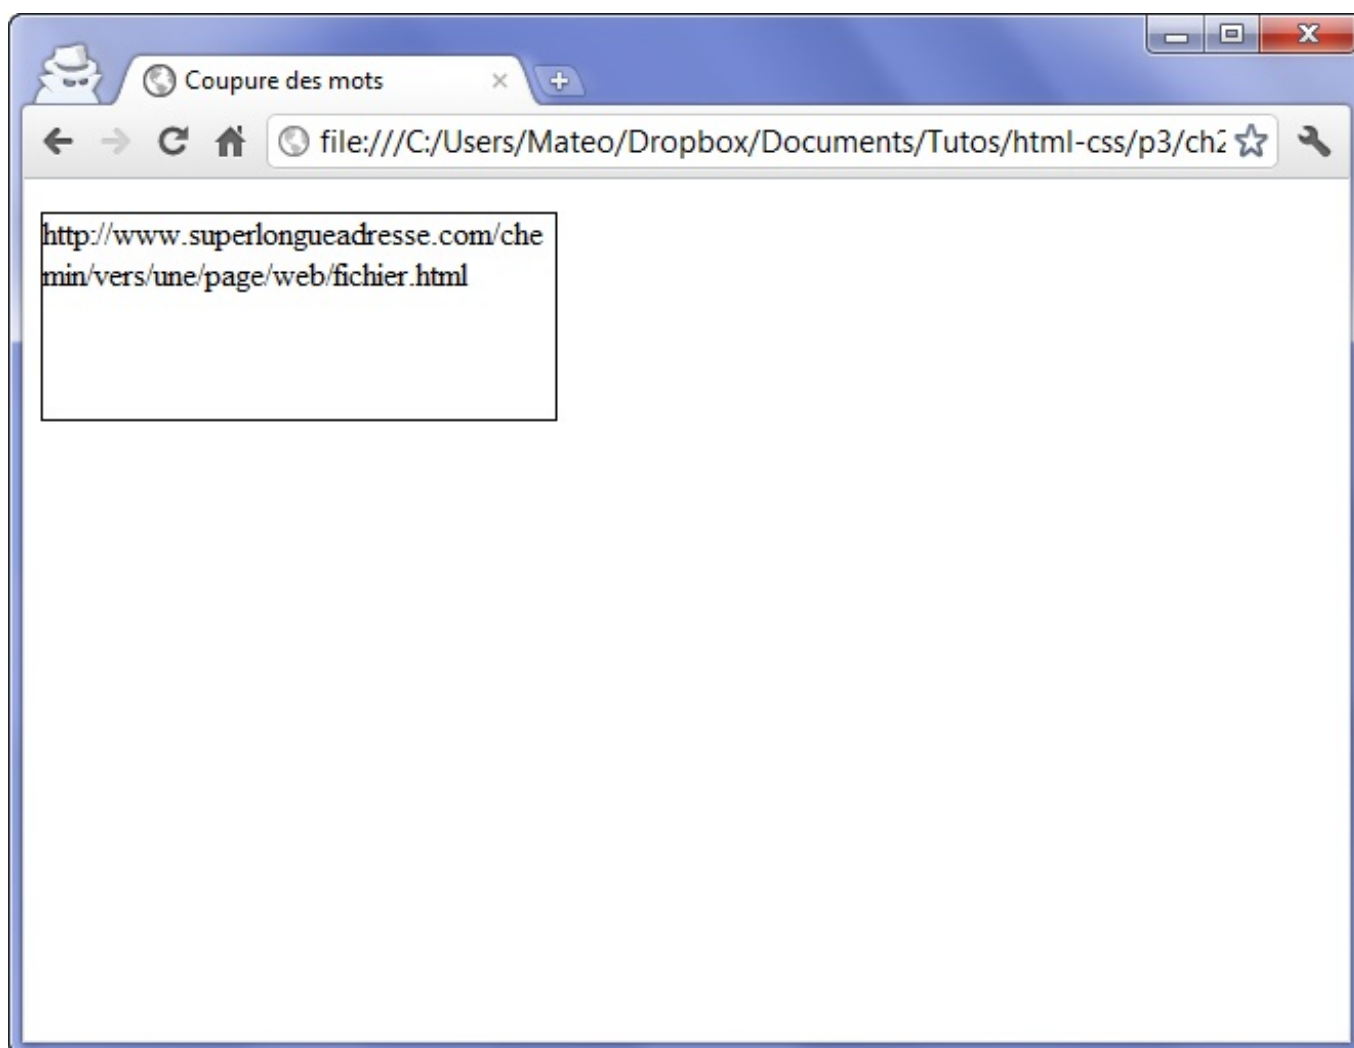 Coupure des mots
file:///C:/Users/Mateo/Dropbox/Documents/Tutos/html-css/p3/ch2
http://www.superlongueadresse.com/che
min/vers/une/page/web/fichier.html